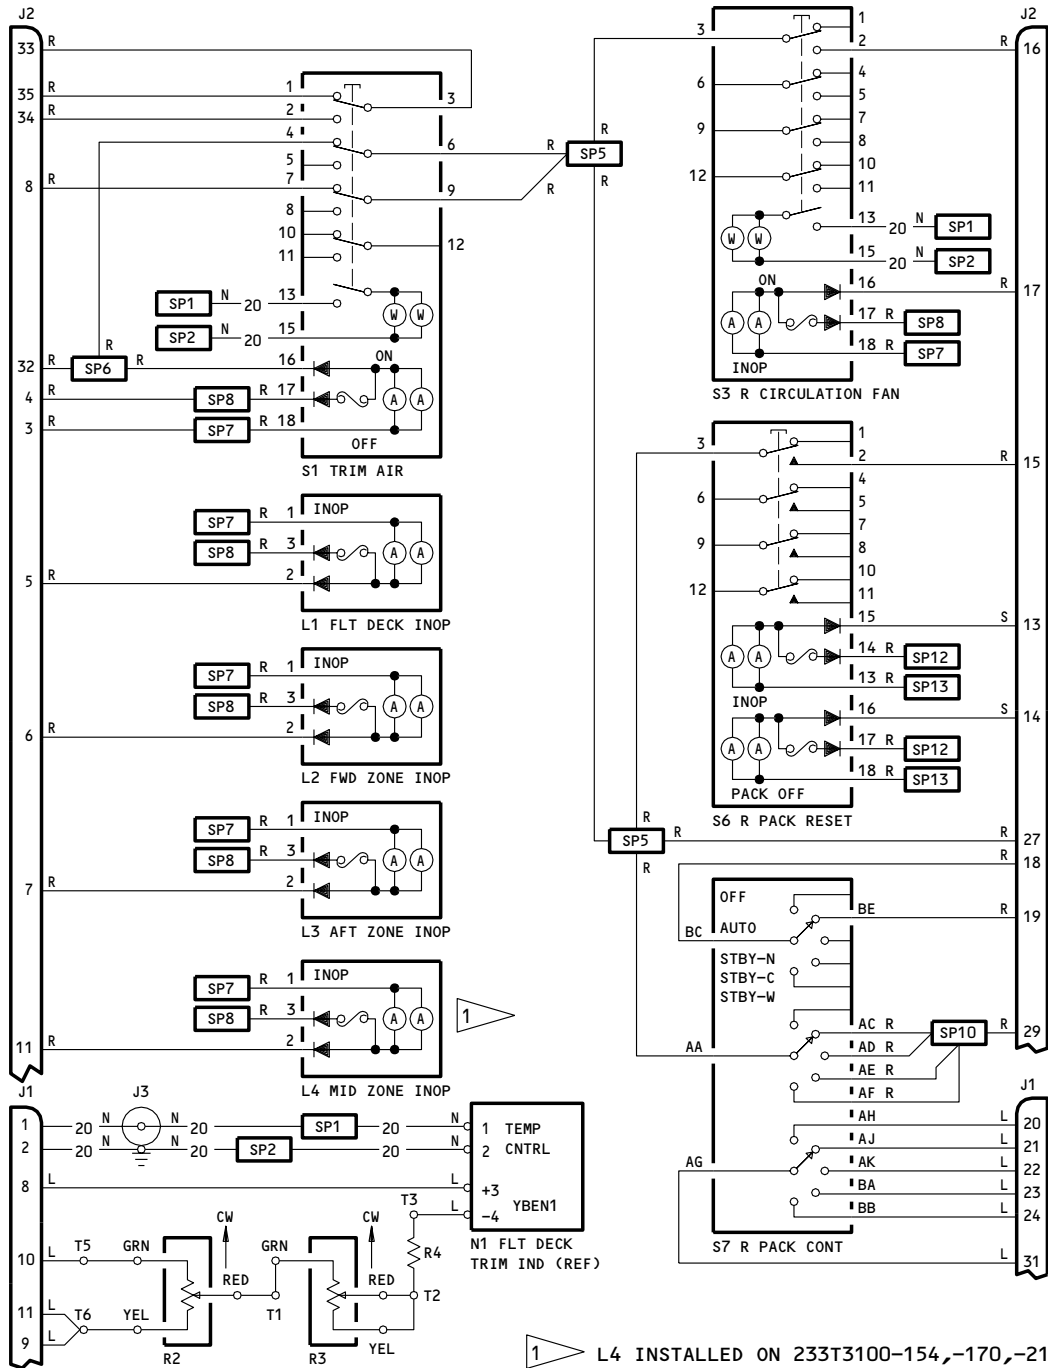 J2
33 R
35 R
34 R
8 R
32 R
SP6
R
R
4 R
3 R
5 R
6 R
7 R
11 R
1
2
4
5
7
8
10
11
3
6 R
9 R
12
SP1 N 20 13
SP2 N 20 15
W W
16
SP8 R 17
SP7 R 18
ON
A A
OFF
S1 TRIM AIR
SP7 R 1 INOP
SP8 R 3
2
A A
L1 FLT DECK INOP
SP7 R 1 INOP
SP8 R 3
2
A A
L2 FWD ZONE INOP
SP7 R 1 INOP
SP8 R 3
2
A A
L3 AFT ZONE INOP
SP7 R 1 INOP
SP8 R 3
2
A A
L4 MID ZONE INOP
1
R
SP5
R
J2
3
6
9
12
1
2 R 16
4
5
7
8
10
11
W W
13 20 N SP1
15 20 N SP2
ON
16 R 17
A A
17 R SP8
18 R SP7
INOP
S3 R CIRCULATION FAN
3
6
9
12
1
2 R 15
4
5
7
8
10
11
15 S 13
A A
14 R SP12
13 R SP13
INOP
16 S 14
A A
17 R SP12
18 R SP13
PACK OFF
S6 R PACK RESET
R
SP5 R R 27
R
R 18
OFF
BE R 19
BC AUTO
STBY-N
STBY-C
STBY-W
AA
AC R SP10 R 29
AD R
AE R
AF R
AG
AH L 20
AJ L 21
AK L 22
BA L 23
BB L 24
S7 R PACK CONT
L 31
J1
J1
J3
1 20 N N 20 SP1 20 N 1 TEMP
2 20 N N 20 SP2 20 N 2 CNTRL
8 L L +3
YBEN1
T3 L -4
N1 FLT DECK
TRIM IND (REF)
10 L T5 GRN
CW
RED
T1
GRN
CW
RED
R4
T2
11 L
T6 YEL
9 L
R2
R3
YEL
1 L4 INSTALLED ON 233T3100-154,-170,-21